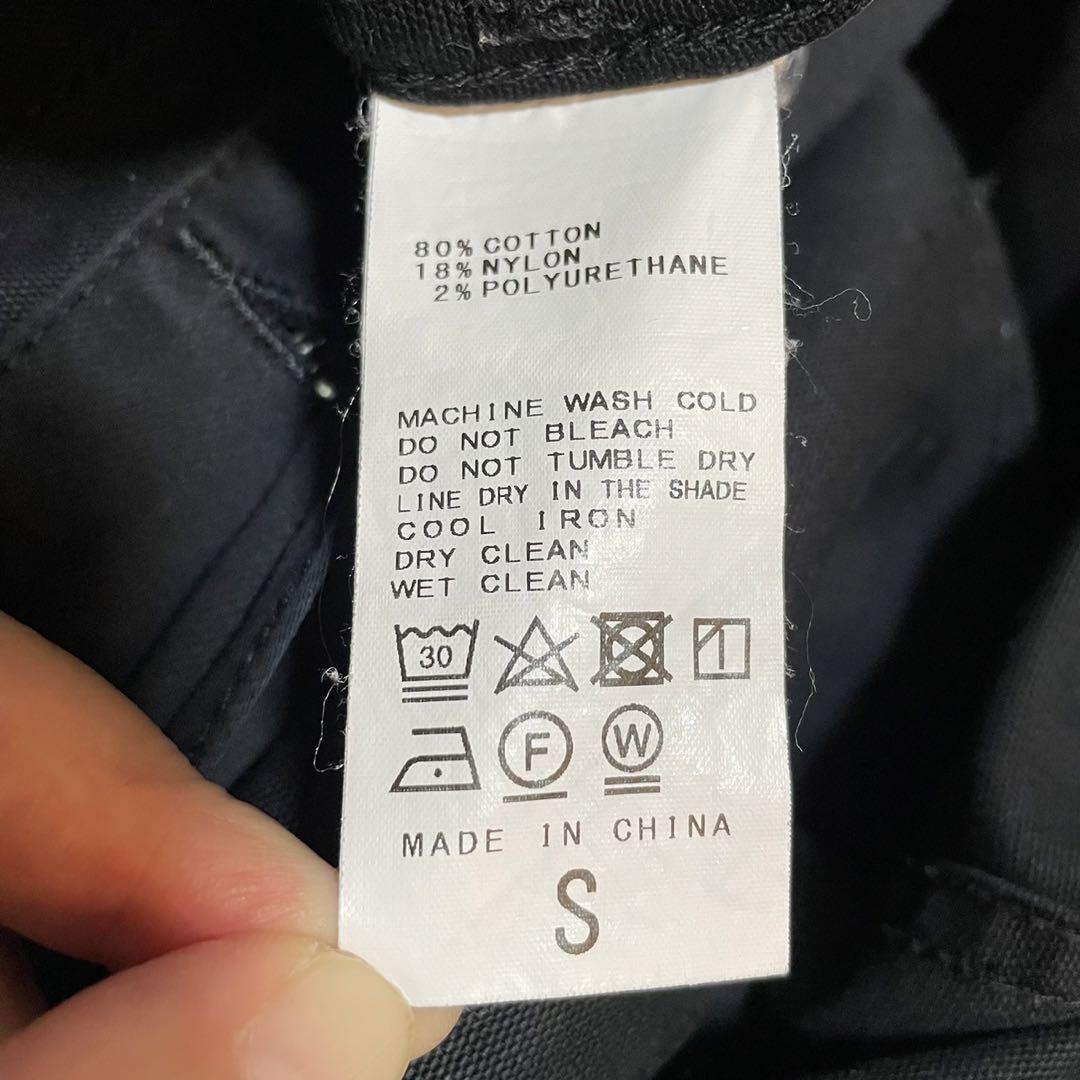 80% COTTON
18% NYLON
2% POLYURETHANE
MACHINE WASH COLD
DO NOT BLEACH
DO NOT TUMBLE DRY
LINE DRY IN THE SHADE
COOL IRON
DRY CLEAN
WET CLEAN
30
F W
MADE IN CHINA
S